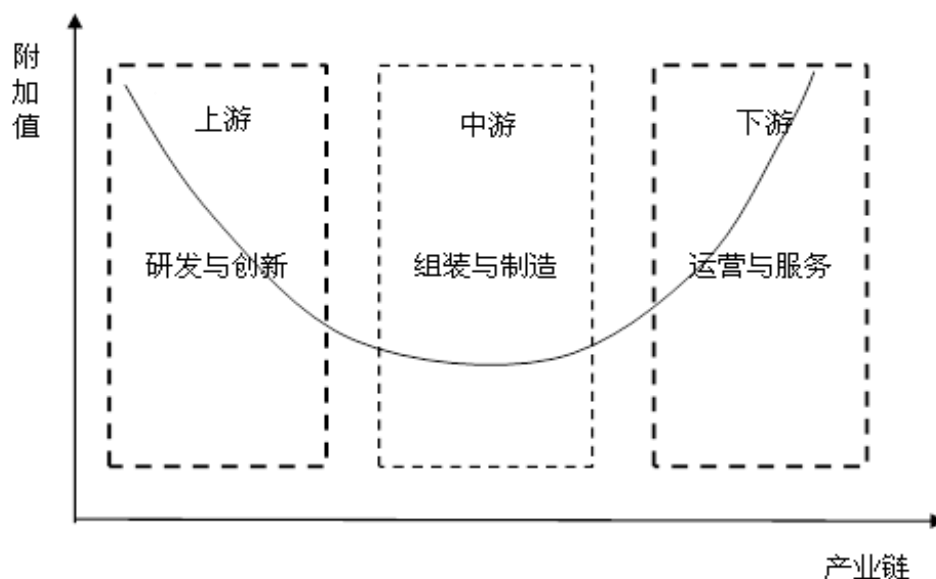 附加值
上游
中游
下游
研发与创新
组装与制造
运营与服务
产业链